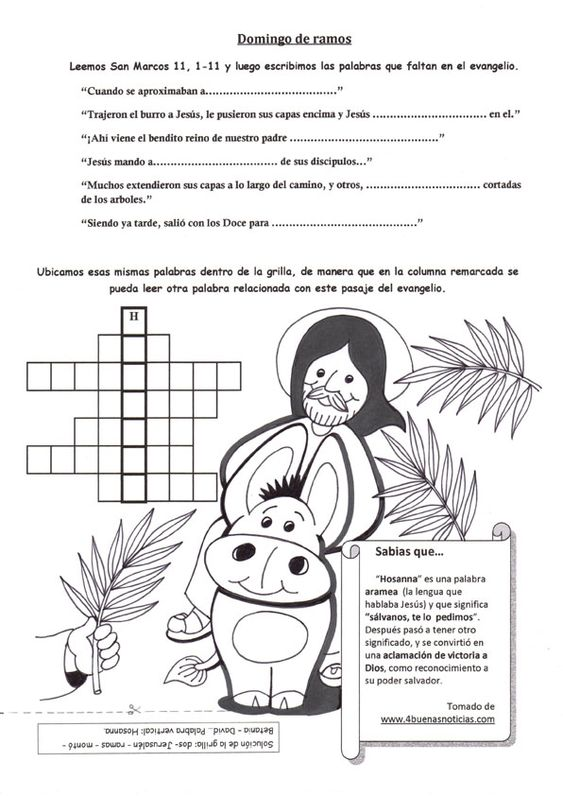 Domingo de ramos
Leemos San Marcos 11, 1-11 y luego escribimos las palabras que faltan en el evangelio.
“Cuando se aproximaban a.....................................”
“Trajeron el burro a Jesús, le pusieron sus capas encima y Jesús ................................ en el.”
“¡Ahí viene el bendito reino de nuestro padre ..........................................”
“Jesús mando a................................... de sus discípulos...”
“Muchos extendieron sus capas a lo largo del camino, y otros, ................................ cortadas
de los arboles.”
“Siendo ya tarde, salió con los Doce para .........................................”
Ubicamos esas mismas palabras dentro de la grilla, de manera que en la columna remarcada se
pueda leer otra palabra relacionada con este pasaje del evangelio.
H
Sabias que...
“Hosanna” es una palabra
aramea (la lengua que
hablaba Jesús) y que significa
“sálvanos, te lo pedimos”.
Después pasó a tener otro
significado, y se convirtió en
una aclamación de victoria a
Dios, como reconocimiento a
su poder salvador.
Tomado de
www.4buenasnoticias.com
Solución de la grilla: dos- Jerusalén - ramas - montó -
Betania - David.. Palabra vertical: Hosanna.